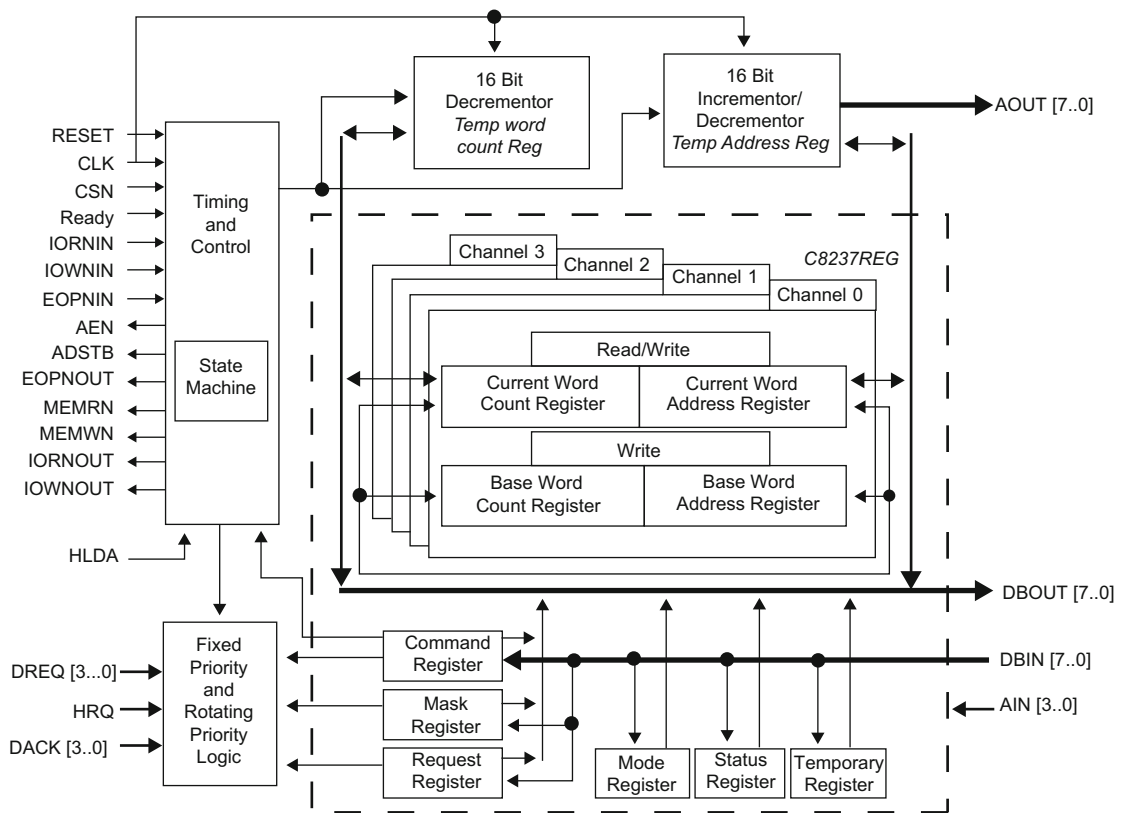 16 Bit
Decrementor
Temp word
count Reg
16 Bit
Incrementor/
Decrementor
Temp Address Reg
AOUT [7..0]
RESET
CLK
CSN
Ready
IORNIN
IOWNIN
EOPNIN
AEN
ADSTB
EOPNOUT
MEMRN
MEMWN
IORNOUT
IOWNOUT
HLDA
Timing
and
Control
State
Machine
C8237REG
Channel 3
Channel 2
Channel 1
Channel 0
Read/Write
Current Word
Count Register
Current Word
Address Register
Write
Base Word
Count Register
Base Word
Address Register
DBOUT [7..0]
DREQ [3...0]
HRQ
DACK [3..0]
Fixed
Priority
and
Rotating
Priority
Logic
Command
Register
Mask
Register
Request
Register
Mode
Register
Status
Register
Temporary
Register
DBIN [7..0]
AIN [3..0]